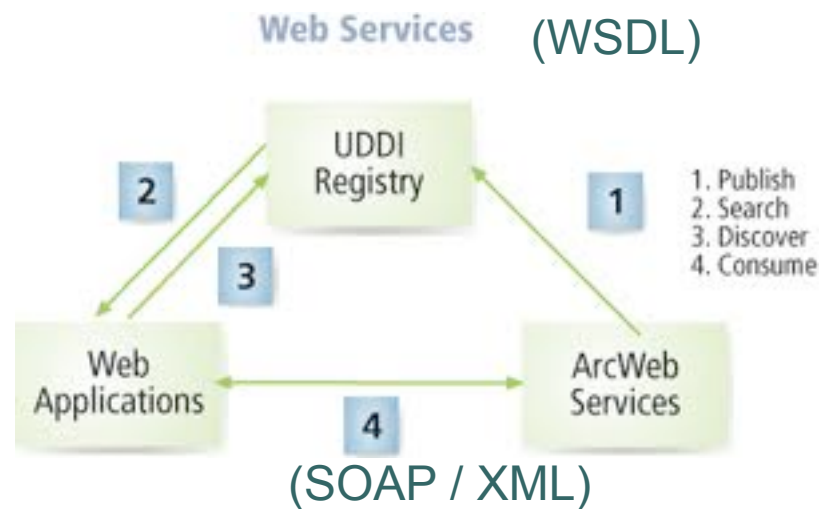 Web Services (WSDL)
UDDI
Registry
2
1
1. Publish
2. Search
3. Discover
4. Consume
3
Web
Applications
ArcWeb
Services
4
(SOAP / XML)